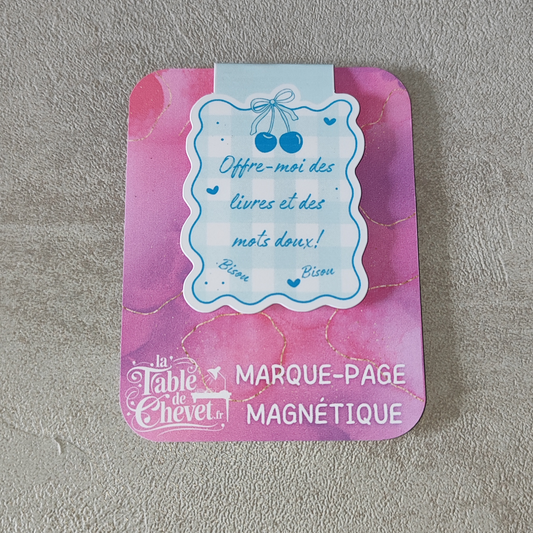 Offre-moi des
livres et des
mots doux!
Bisou
Bisou
la
Table
de
Chevet.fr
MARQUE-PAGE
MAGNÉTIQUE